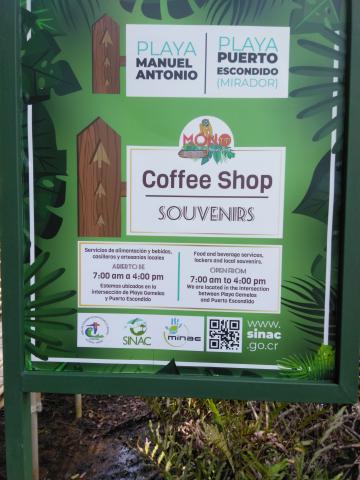 PLAYA
MANUEL
ANTONIO
PLAYA
PUERTO
ESCONDIDO
(MIRADOR)
MONO
Coffee Shop
SOUVENIRS
Servicios de alimentación y bebidas,
casilleros y artesanías locales
ABIERTO DE
7:00 am a 4:00 pm
Estamos ubicados en la
intersección de Playa Gemelas
y Puerto Escondido
Food and beverage services,
lockers and local souvenirs.
OPEN FROM
7:00 am to 4:00 pm
We are located in the intersection
between Playa Gemelas
and Puerto Escondido
SINAC
minae
www.
sinac
.go.cr